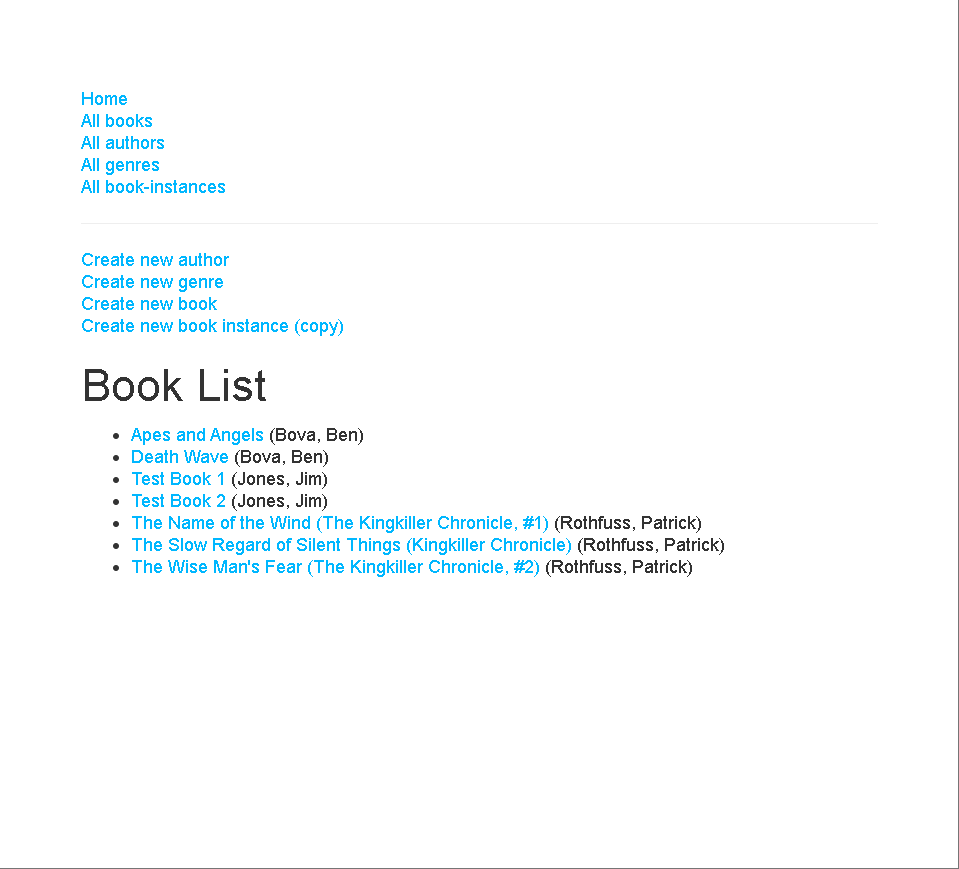 Home
All books
All authors
All genres
All book-instances
Create new author
Create new genre
Create new book
Create new book instance (copy)
Book List
Apes and Angels (Bova, Ben)
Death Wave (Bova, Ben)
Test Book 1 (Jones, Jim)
Test Book 2 (Jones, Jim)
The Name of the Wind (The Kingkiller Chronicle, #1) (Rothfuss, Patrick)
The Slow Regard of Silent Things (Kingkiller Chronicle) (Rothfuss, Patrick)
The Wise Man's Fear (The Kingkiller Chronicle, #2) (Rothfuss, Patrick)